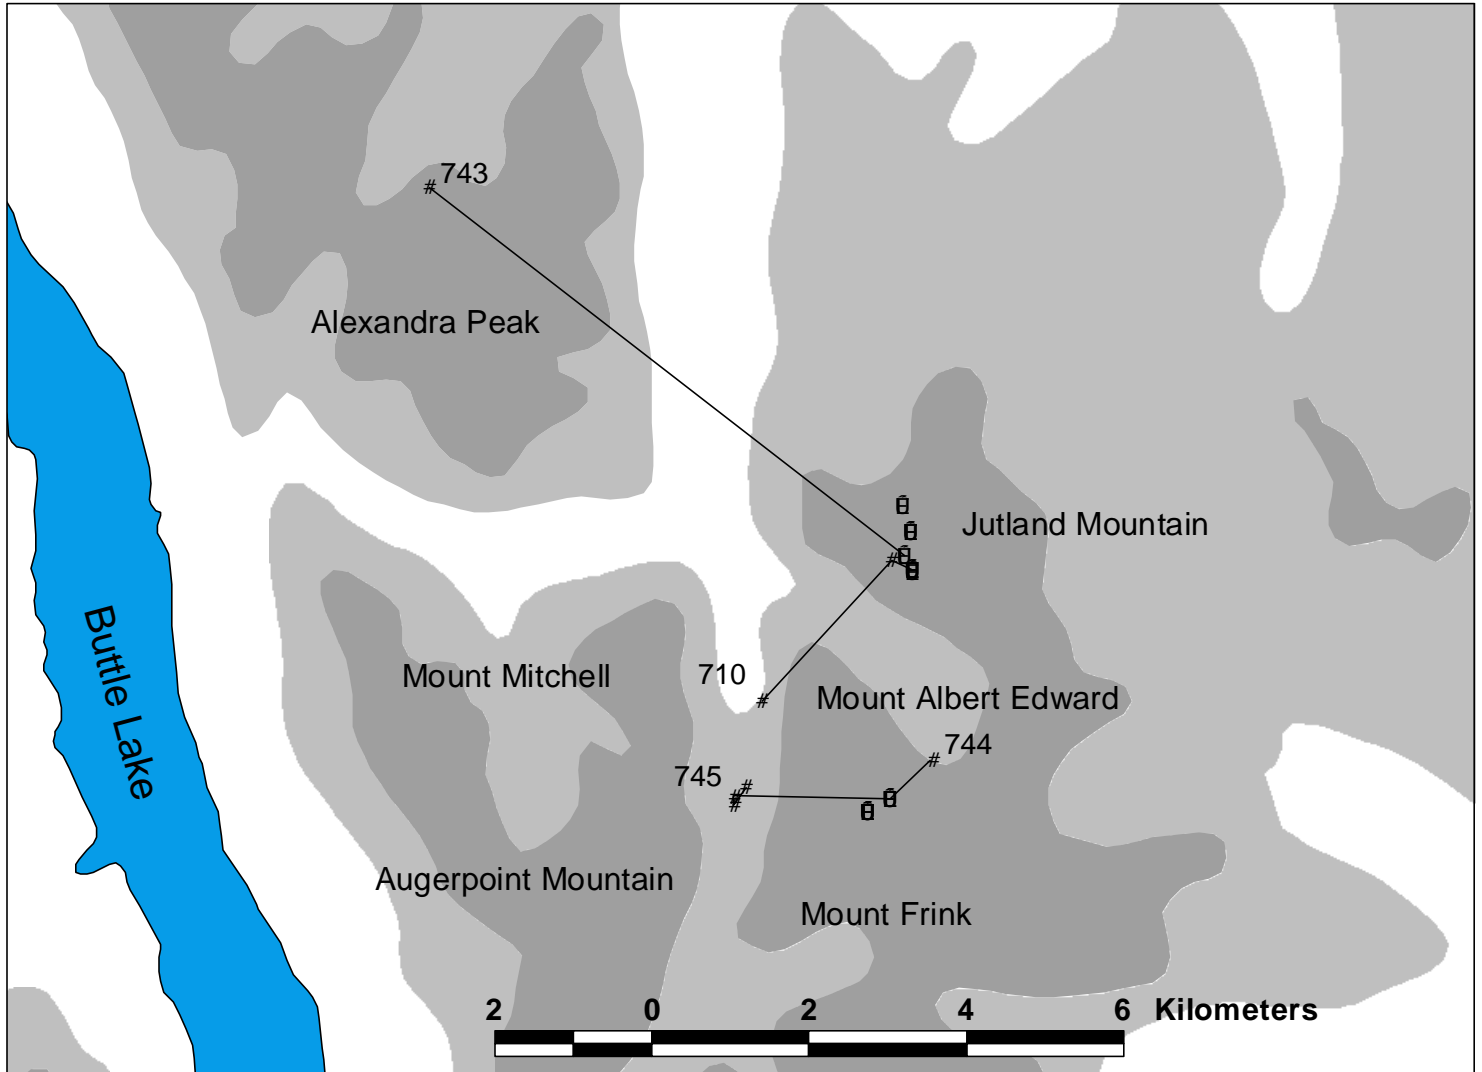 743
Alexandra Peak
Jutland Mountain
Buttle Lake
Mount Mitchell
710
Mount Albert Edward
744
745
Augerpoint Mountain
Mount Frink
2 0 2 4 6 Kilometers